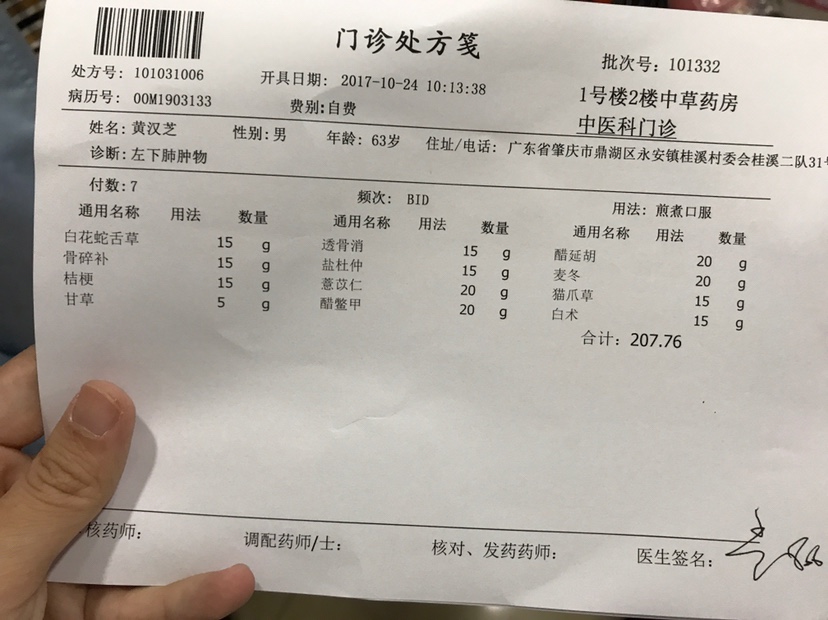 门诊处方笺
处方号: 101031006
开具日期: 2017-10-24 10:13:38
批次号: 101332
病历号: 00M1903133
费别:自费
1号楼2楼中草药房
中医科门诊
姓名:黄汉芝 性别:男 年龄: 63岁 住址/电话: 广东省肇庆市鼎湖区永安镇桂溪村委会桂溪二队31号
诊断:左下肺肿物
付数:7 频次: BID 用法: 煎煮口服
通用名称 用法 数量 通用名称 用法 数量 通用名称 用法 数量
白花蛇舌草 15 g 透骨消 15 g 醋延胡 20 g
骨碎补 15 g 盐杜仲 15 g 麦冬 20 g
桔梗 15 g 薏苡仁 20 g 猫爪草 15 g
甘草 5 g 醋鳖甲 20 g 白术 15 g
合计: 207.76
核药师: 调配药师/士: 核对、发药药师: 医生签名: